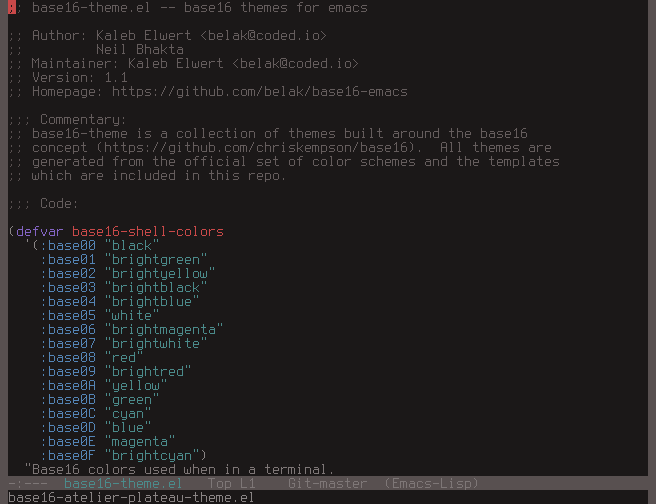 ;; base16-theme.el -- base16 themes for emacs

;; Author: Kaleb Elwert <belak@coded.io>
;;         Neil Bhakta
;; Maintainer: Kaleb Elwert <belak@coded.io>
;; Version: 1.1
;; Homepage: https://github.com/belak/base16-emacs

;;; Commentary:
;; base16-theme is a collection of themes built around the base16
;; concept (https://github.com/chriskempson/base16).  All themes are
;; generated from the official set of color schemes and the templates
;; which are included in this repo.

;;; Code:

(defvar base16-shell-colors
  '(:base00 "black"
    :base01 "brightgreen"
    :base02 "brightyellow"
    :base03 "brightblack"
    :base04 "brightblue"
    :base05 "white"
    :base06 "brightmagenta"
    :base07 "brightwhite"
    :base08 "red"
    :base09 "brightred"
    :base0A "yellow"
    :base0B "green"
    :base0C "cyan"
    :base0D "blue"
    :base0E "magenta"
    :base0F "brightcyan")
  "Base16 colors used when in a terminal.
-:---  base16-theme.el   Top L1    Git-master  (Emacs-Lisp)
base16-atelier-plateau-theme.el